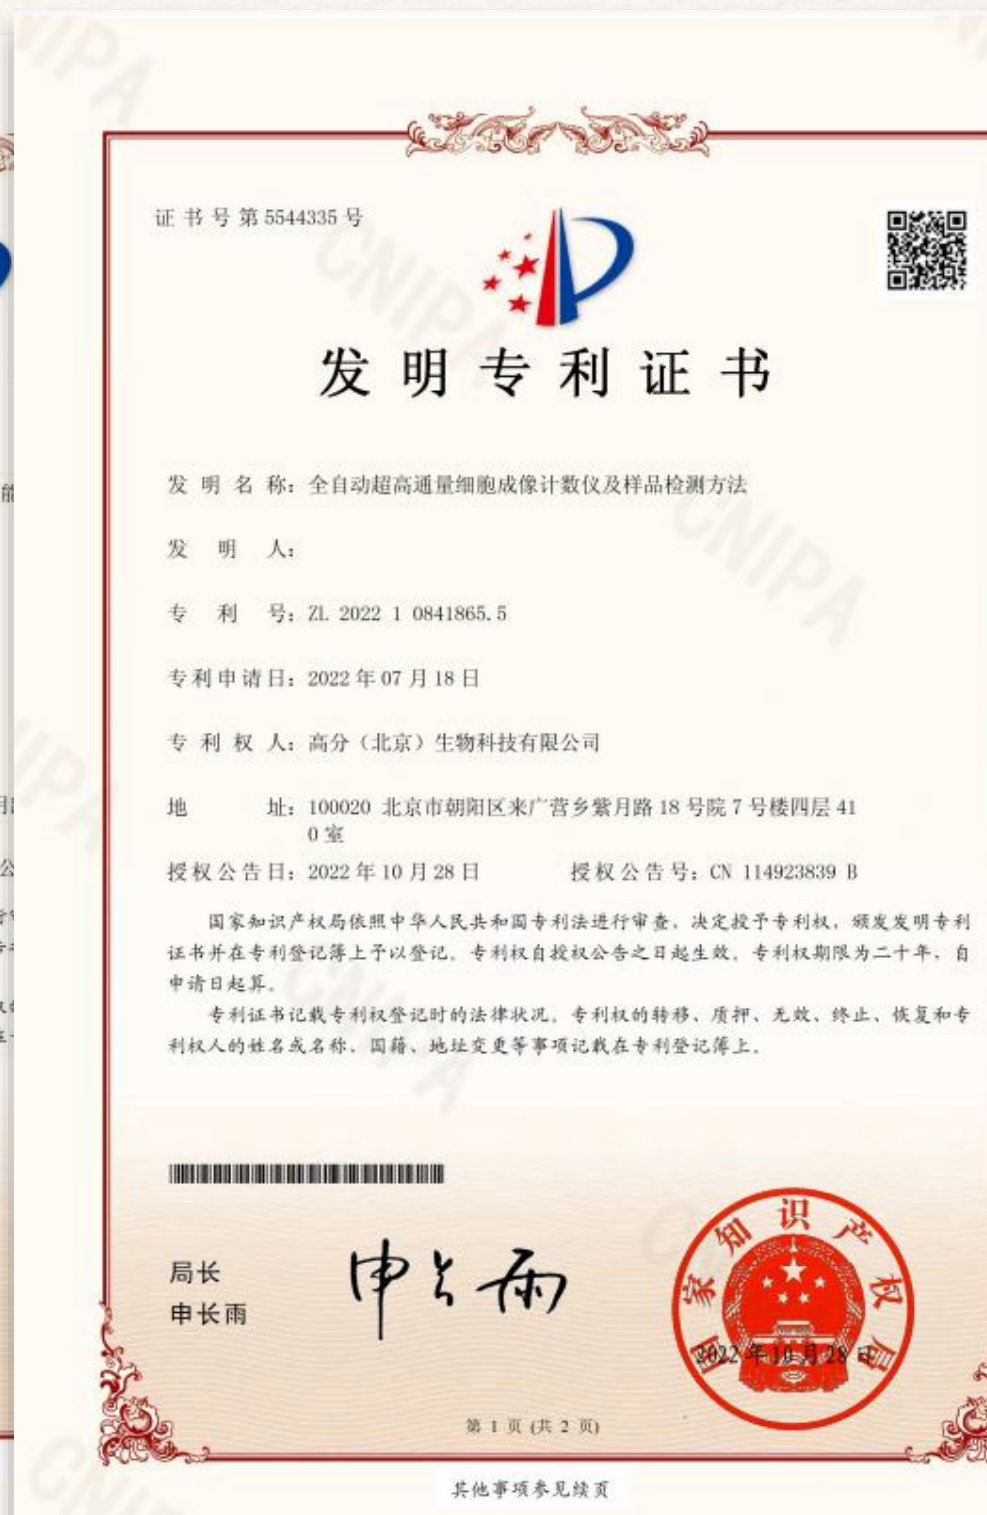 证书号第5544335号
发明专利证书
发明名称：全自动超高通量细胞成像计数仪及样品检测方法
发明人：
专利号：ZL 2022 1 0841865.5
专利申请日：2022年07月18日
专利权人：高分（北京）生物科技有限公司
地址：100020 北京市朝阳区来广营乡紫月路18号院7号楼四层41
0室
授权公告日：2022年10月28日 授权公告号：CN 114923839 B
国家知识产权局依照中华人民共和国专利法进行审查，决定授予专利权，颁发发明专利
证书并在专利登记簿上予以登记。专利权自授权公告之日起生效。专利权期限为二十年，自
申请日起算。
专利证书记载专利权登记时的法律状况。专利权的转移、质押、无效、终止、恢复和专
利权人的姓名或名称、国籍、地址变更等事项记载在专利登记簿上。
局长
申长雨
申长雨
国家知识产权局
2022年10月28日
第 1 页 (共 2 页)
其他事项参见续页
CNIPA
CNIPA
CNIPA
CNIPA